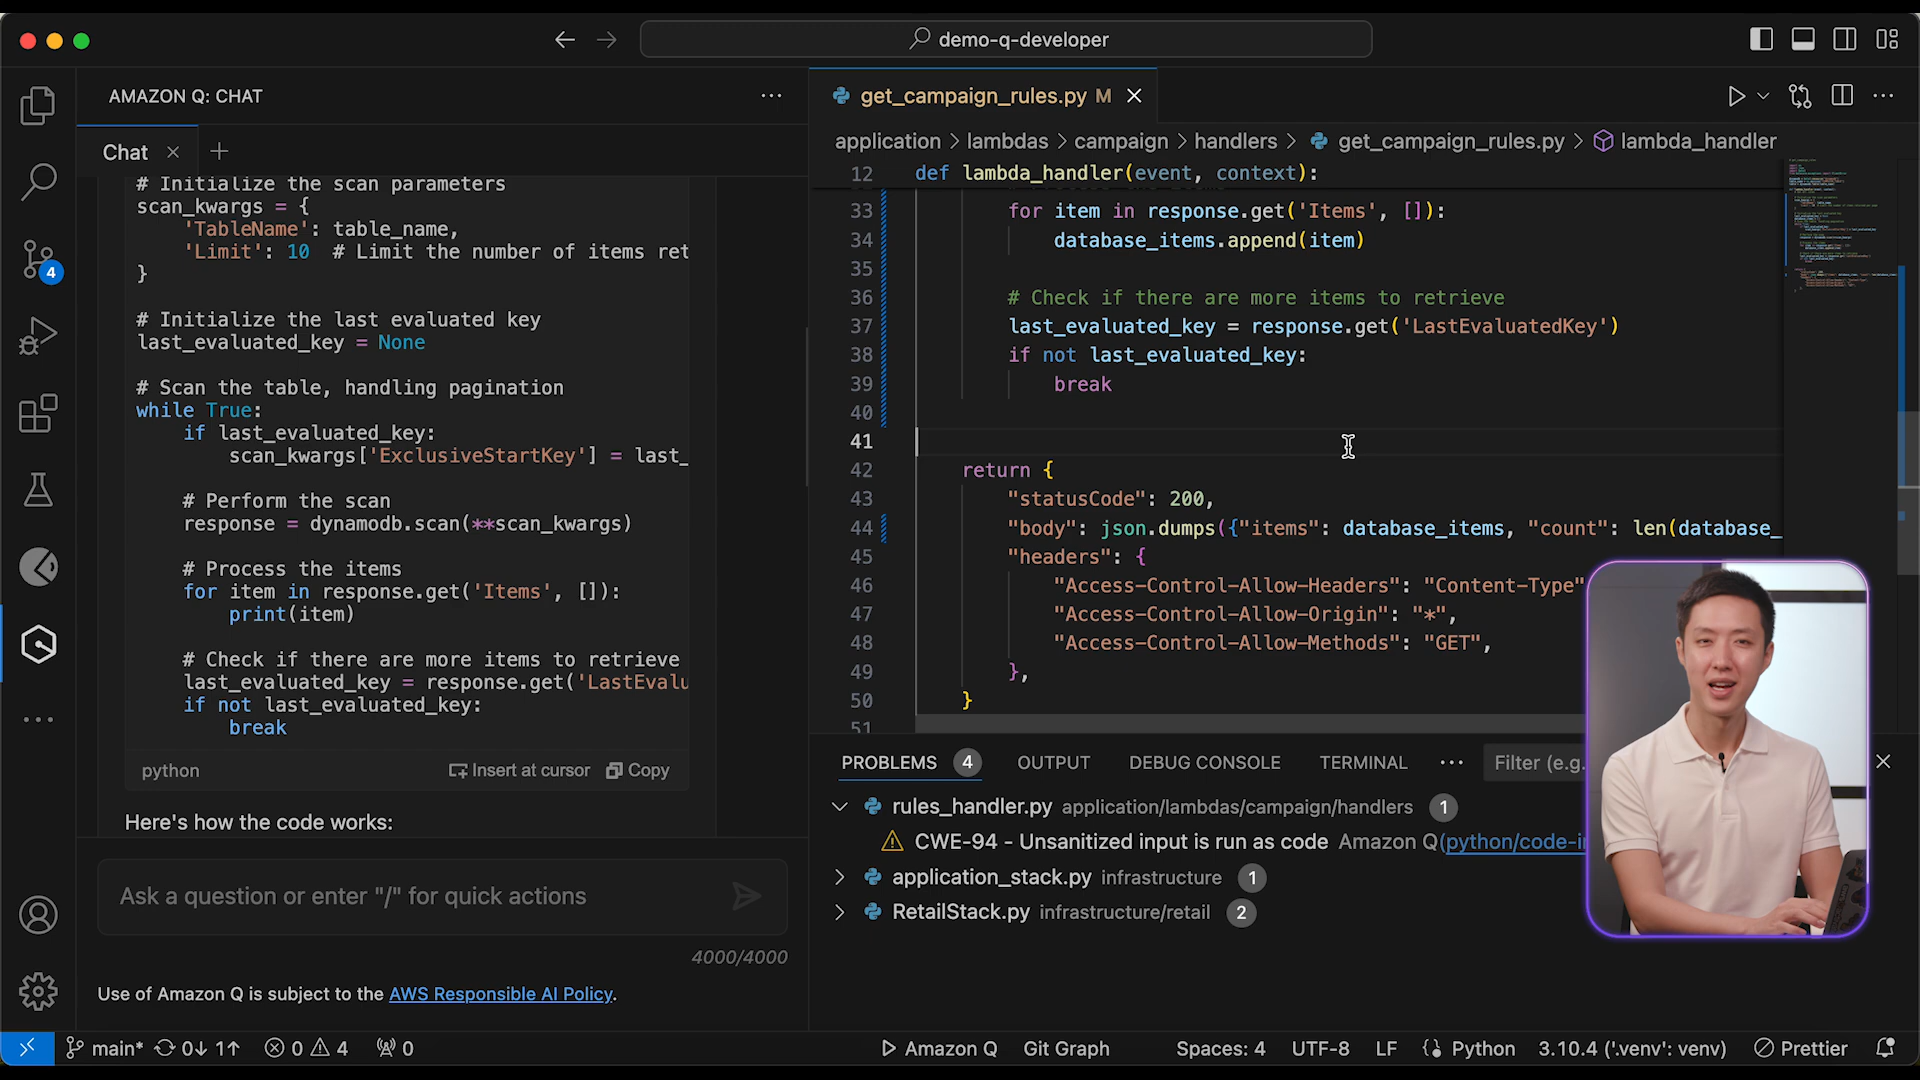 demo-q-developer
AMAZON Q: CHAT
Chat
# Initialize the scan parameters
scan_kwargs = {
'TableName': table_name,
'Limit': 10 # Limit the number of items ret
}
# Initialize the last evaluated key
last_evaluated_key = None
# Scan the table, handling pagination
while True:
if last_evaluated_key:
scan_kwargs['ExclusiveStartKey'] = last_
# Perform the scan
response = dynamodb.scan(**scan_kwargs)
# Process the items
for item in response.get('Items', []):
print(item)
# Check if there are more items to retrieve
last_evaluated_key = response.get('LastEvalu
if not last_evaluated_key:
break
python Insert at cursor Copy
Here's how the code works:
Ask a question or enter "/" for quick actions
4000/4000
Use of Amazon Q is subject to the AWS Responsible AI Policy.
4
get_campaign_rules.py M
application > lambdas > campaign > handlers > get_campaign_rules.py > lambda_handler
12 def lambda_handler(event, context):
33 for item in response.get('Items', []):
34 database_items.append(item)
35
36 # Check if there are more items to retrieve
37 last_evaluated_key = response.get('LastEvaluatedKey')
38 if not last_evaluated_key:
39 break
40
41
42 return {
43 "statusCode": 200,
44 "body": json.dumps({"items": database_items, "count": len(database_
45 "headers": {
46 "Access-Control-Allow-Headers": "Content-Type"
47 "Access-Control-Allow-Origin": "*",
48 "Access-Control-Allow-Methods": "GET",
49 },
50 }
51
PROBLEMS 4 OUTPUT DEBUG CONSOLE TERMINAL Filter (e.g.
rules_handler.py application/lambdas/campaign/handlers 1
CWE-94 - Unsanitized input is run as code Amazon Q(python/code-i
application_stack.py infrastructure 1
RetailStack.py infrastructure/retail 2
main* 0↓ 1↑ 0 4 0 Amazon Q Git Graph Spaces: 4 UTF-8 LF Python 3.10.4 ('.venv': venv) Prettier